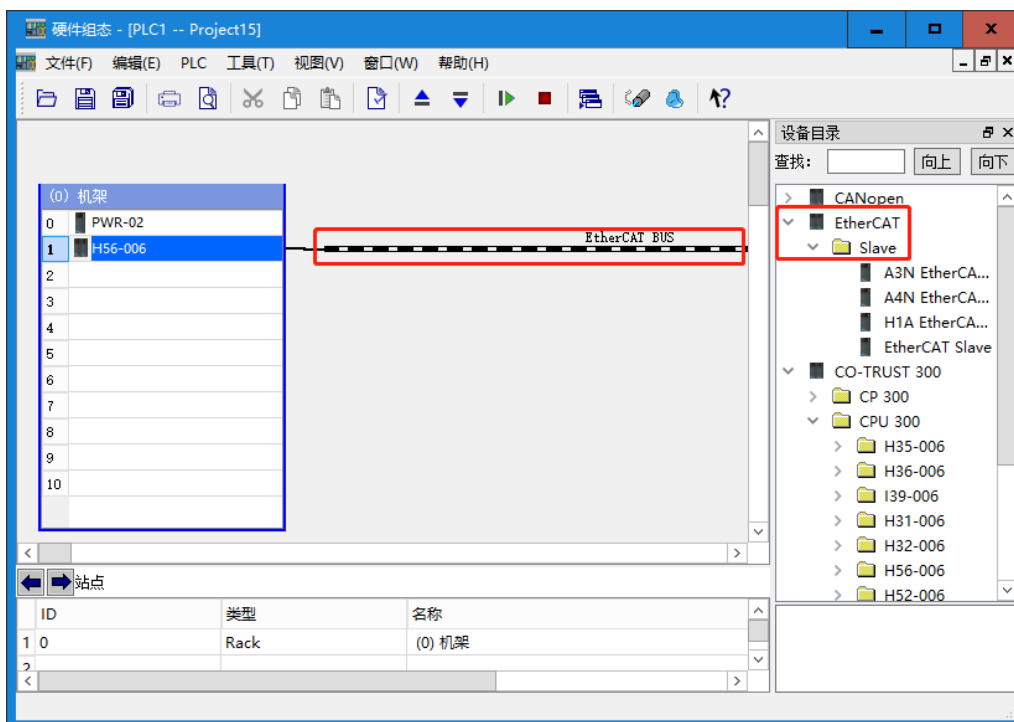 硬件组态 - [PLC1 -- Project15]
文件(F) 编辑(E) PLC 工具(T) 视图(V) 窗口(W) 帮助(H)
(0) 机架
0 PWR-02
1 H56-006
2
3
4
5
6
7
8
9
10
EtherCAT BUS
设备目录
查找: 向上 向下
CANopen
EtherCAT
Slave
A3N EtherCA...
A4N EtherCA...
H1A EtherCA...
EtherCAT Slave
CO-TRUST 300
CP 300
CPU 300
H35-006
H36-006
I39-006
H31-006
H32-006
H56-006
H52-006
站点
ID 类型 名称
1 0 Rack (0) 机架
2